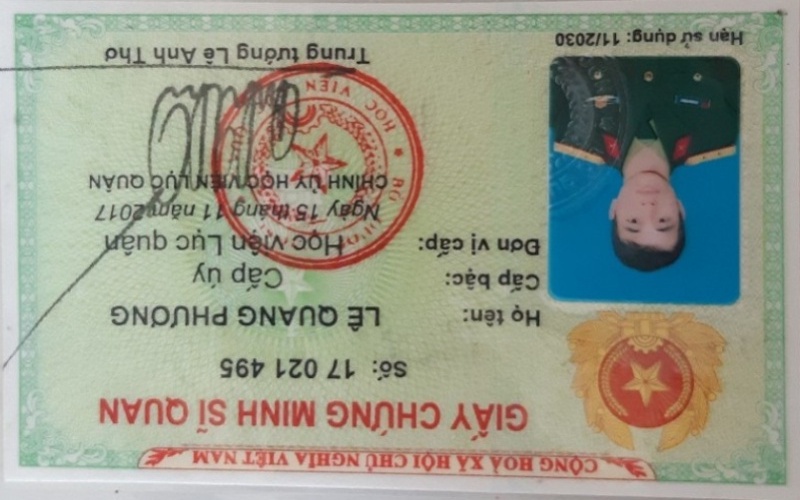 CỘNG HOÀ XÃ HỘI CHỦ NGHĨA VIỆT NAM
GIẤY CHỨNG MINH SĨ QUAN
Số: 17 021 495
Họ tên: LÊ QUANG PHƯƠNG
Cấp bậc: Cấp úy
Đơn vị cấp: Học viện Lục quân
Ngày 15 tháng 11 năm 2017
CHÍNH ỦY HỌC VIỆN LỤC QUÂN
HỌC VIỆN
Trung tướng Lê Anh Thơ
Hạn sử dụng: 11/2030